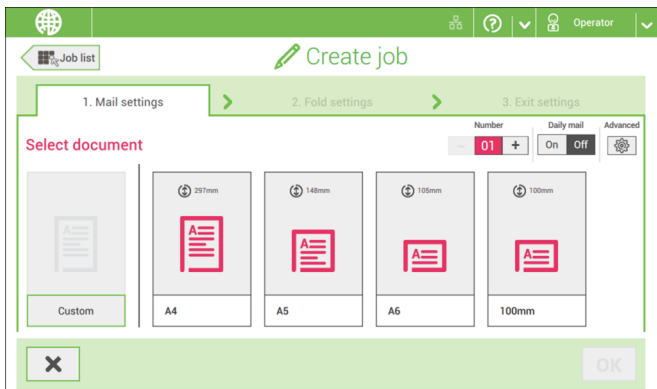 Operator
Job list
Create job
1. Mail settings
2. Fold settings
3. Exit settings
Select document
Number
01 +
Daily mail
On Off
Advanced
297mm
148mm
105mm
100mm
Custom
A4
A5
A6
100mm
OK